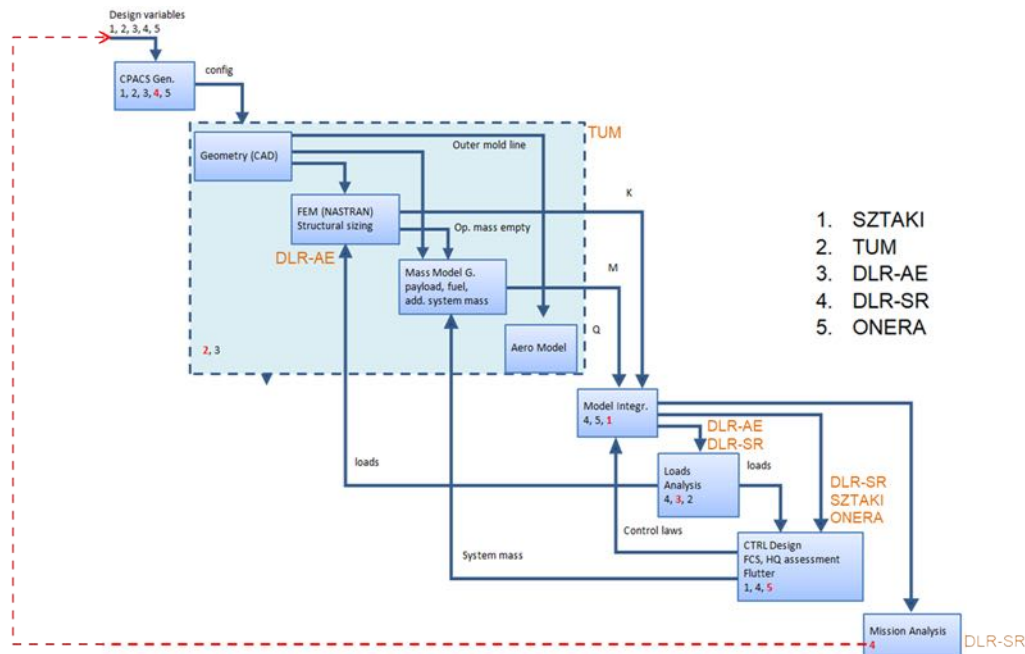 Design variables
1, 2, 3, 4, 5
CPACS Gen.
1, 2, 3, 4, 5
config
TUM
Geometry (CAD)
Outer mold line
FEM (NASTRAN)
Structural sizing
K
DLR-AE
Op. mass empty
Mass Model G.
payload, fuel,
add. system mass
M
Aero Model
Q
2, 3
1. SZTAKI
2. TUM
3. DLR-AE
4. DLR-SR
5. ONERA
Model Integr.
4, 5, 1
DLR-AE
DLR-SR
loads
Loads
Analysis
4, 3, 2
loads
DLR-SR
SZTAKI
ONERA
Control laws
System mass
CTRL Design
FCS, HQ assessment
Flutter
1, 4, 5
Mission Analysis
4
DLR-SR